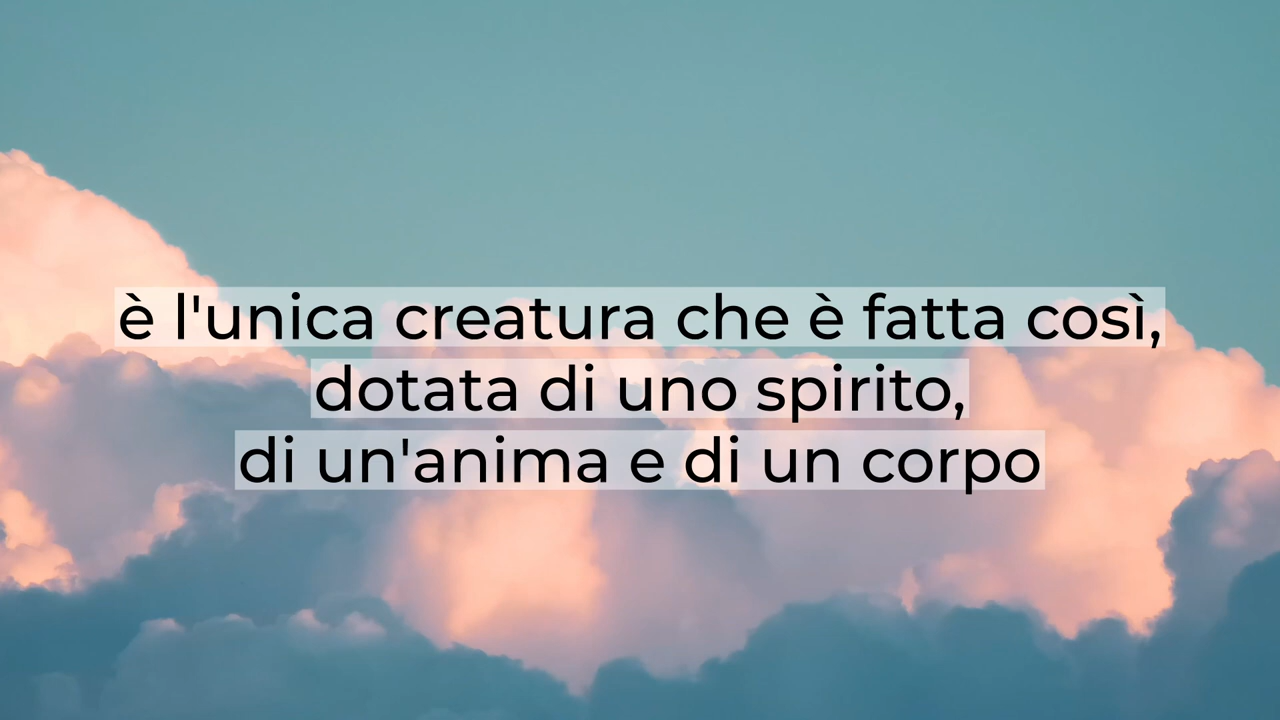 è l'unica creatura che è fatta così,
dotata di uno spirito,
di un'anima e di un corpo